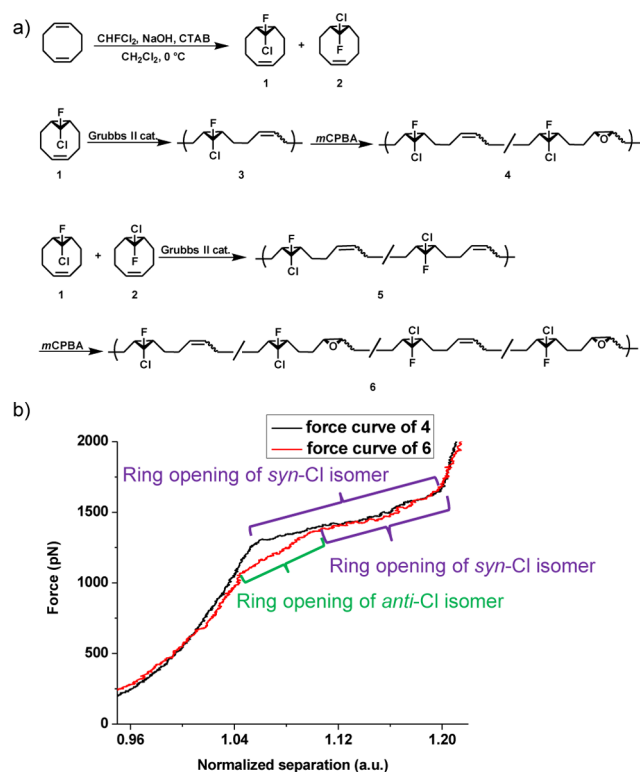 a)
CHFCl₂, NaOH, CTAB
CH₂Cl₂, 0 °C
F
Cl
1
+
Cl
F
2
F
Cl
1
Grubbs II cat.
F
Cl
3
mCPBA
F
Cl
F
Cl
O
4
F
Cl
1
+
Cl
F
2
Grubbs II cat.
F
Cl
Cl
F
5
mCPBA
F
Cl
F
Cl
O
Cl
F
Cl
F
O
6
b)
force curve of 4
force curve of 6
Ring opening of syn-Cl isomer
Ring opening of syn-Cl isomer
Ring opening of anti-Cl isomer
Force (pN)
2000
1500
1000
500
0
0.96 1.04 1.12 1.20
Normalized separation (a.u.)